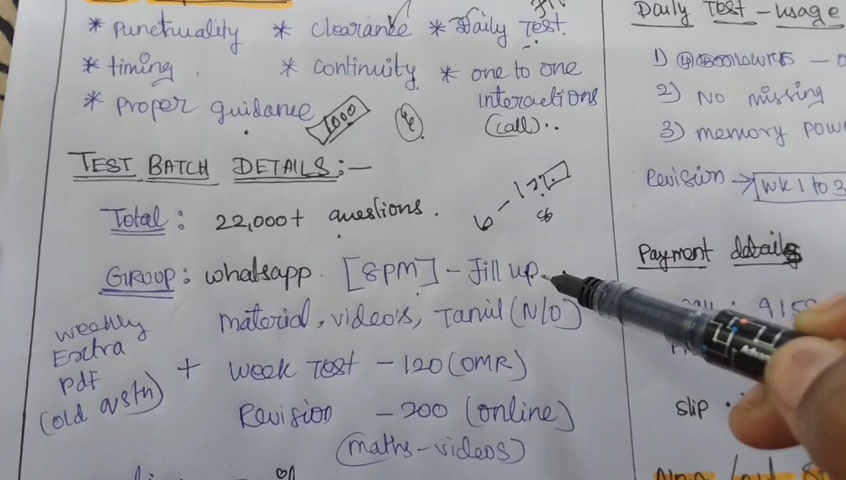 * Punctuality * clearance * Daily Test.
* timing. * continuity * one to one
interactions
(call)..
* Proper guidance
1000
TEST BATCH DETAILS:-
Total: 22,000+ questions.
GROUP: whatsapp. [8PM] - Fill up
material, video's, Tamil (N/O)
weekly
Extra
pdf
(old qstn)
+ week TEST - 120 (OMR)
Revision - 200 (online)
(maths-videos)
Daily Test - usage
1)
2) No missing
3) memory pow
Revision → WK 1 to 3
Payment details
: 9159
slip